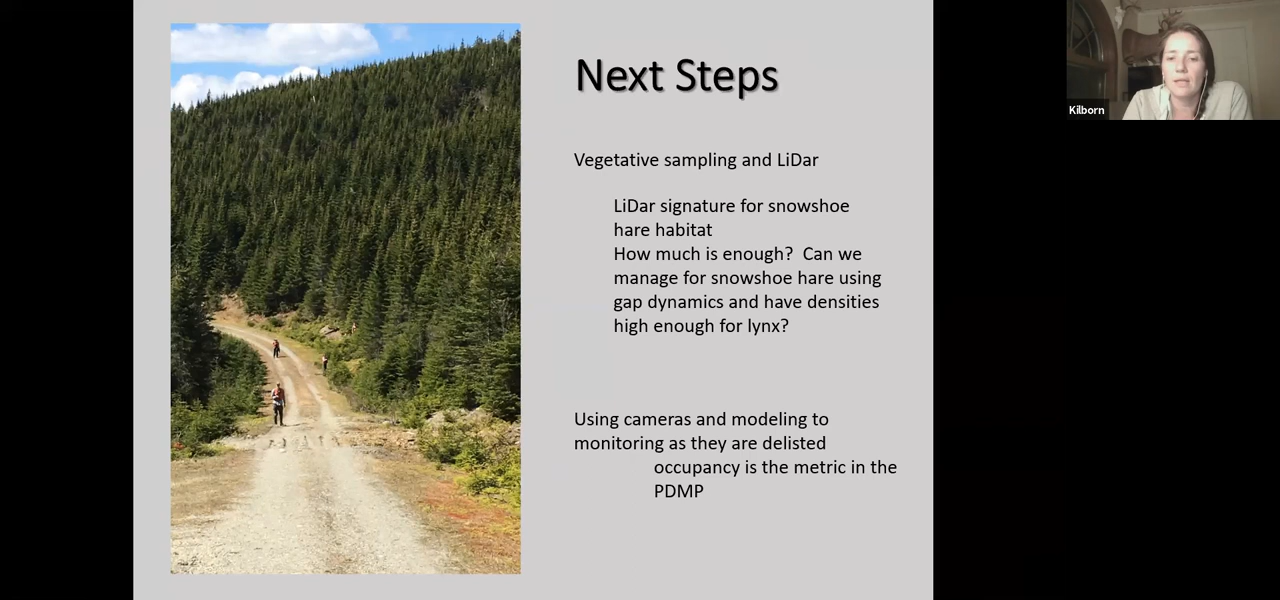 Next Steps
Vegetative sampling and LiDar
LiDar signature for snowshoe
hare habitat
How much is enough?  Can we
manage for snowshoe hare using
gap dynamics and have densities
high enough for lynx?
Using cameras and modeling to
monitoring as they are delisted
occupancy is the metric in the
PDMP
Kilborn